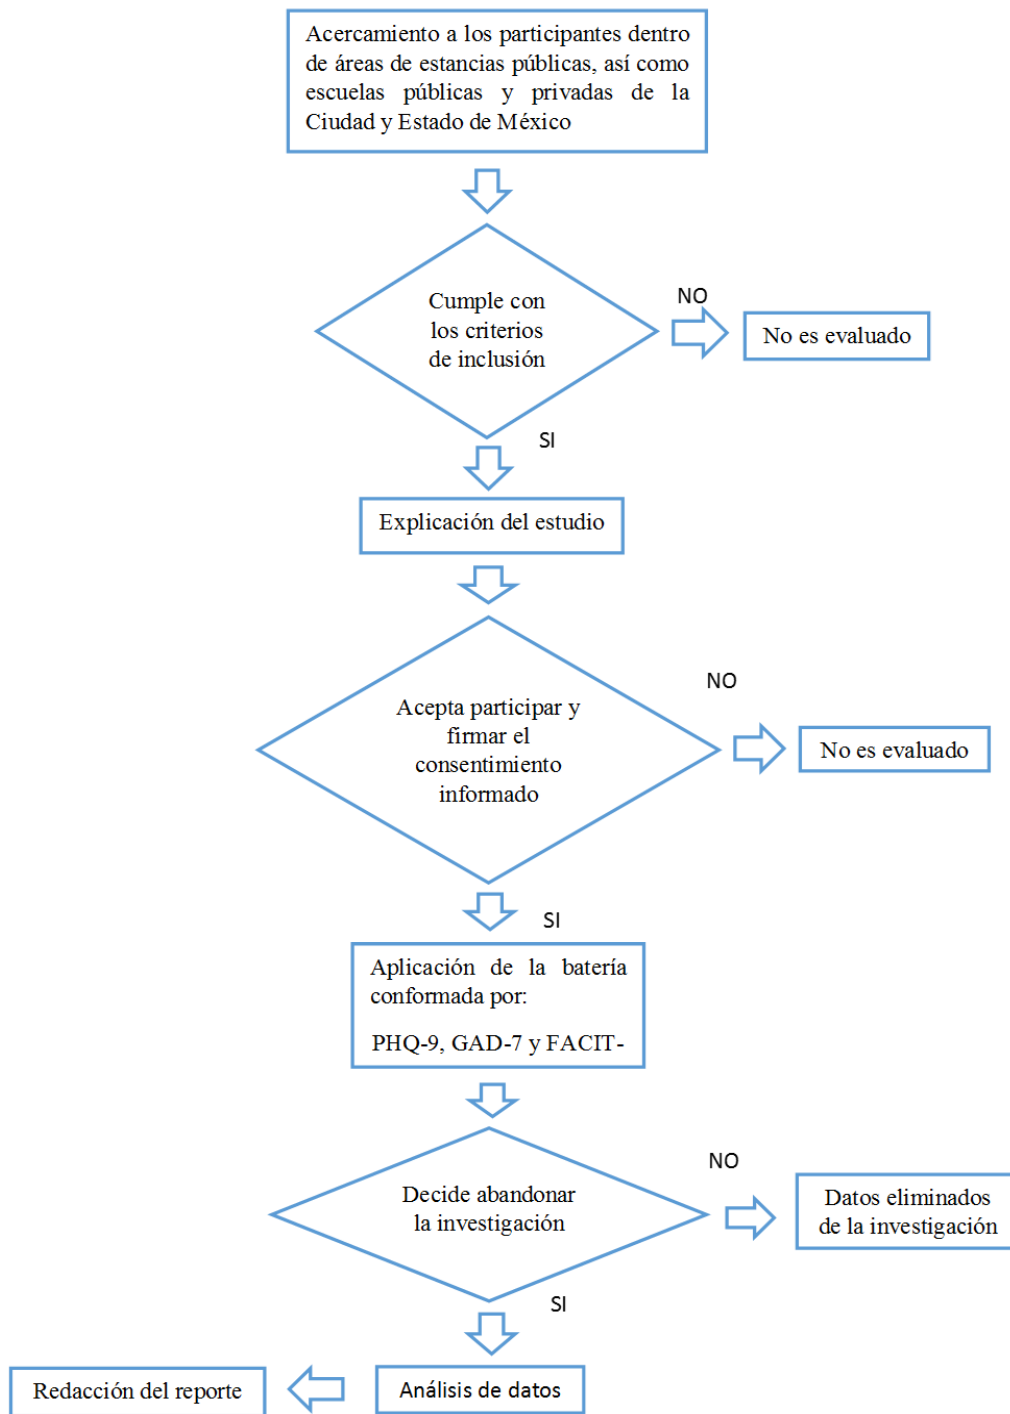 Acercamiento a los participantes dentro
de áreas de estancias públicas, así como
escuelas públicas y privadas de la
Ciudad y Estado de México
Cumple con
los criterios
de inclusión
NO
No es evaluado
SI
Explicación del estudio
Acepta participar y
firmar el
consentimiento
informado
NO
No es evaluado
SI
Aplicación de la batería
conformada por:
PHQ-9, GAD-7 y FACIT-
Decide abandonar
la investigación
NO
Datos eliminados
de la investigación
SI
Análisis de datos
Redacción del reporte